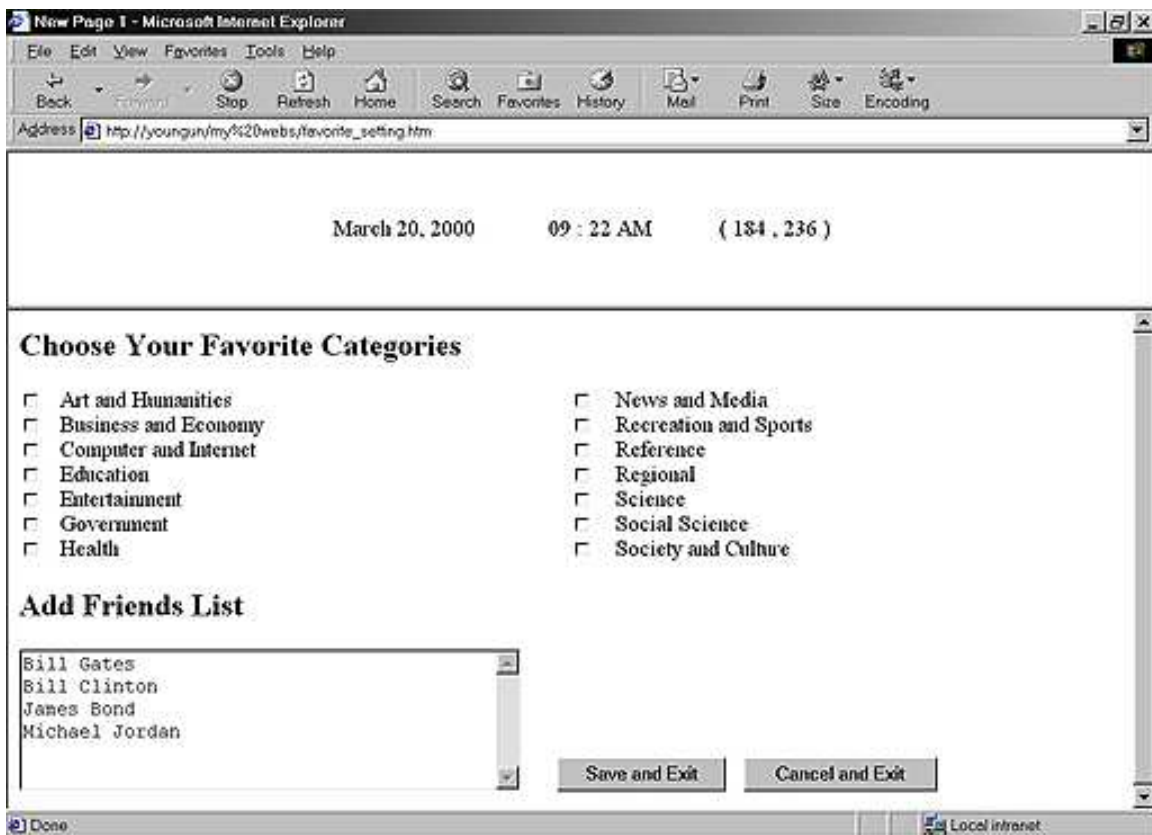 New Page 1 - Microsoft Internet Explorer
File Edit View Favorites Tools Help
Back Forward Stop Refresh Home Search Favorites History Mail Print Size Encoding
Address http://youngun/my%20webs/favorite_setting.htm
March 20, 2000 09 : 22 AM ( 184 , 236 )
Choose Your Favorite Categories
Art and Humanities News and Media
Business and Economy Recreation and Sports
Computer and Internet Reference
Education Regional
Entertainment Science
Government Social Science
Health Society and Culture
Add Friends List
Bill Gates
Bill Clinton
James Bond
Michael Jordan
Save and Exit Cancel and Exit
Done Local intranet